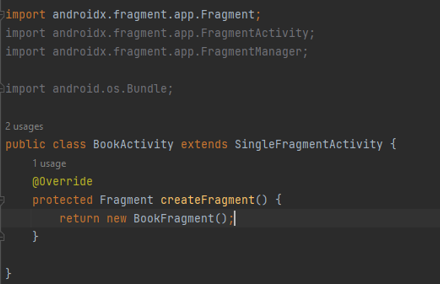 import androidx.fragment.app.Fragment;
import androidx.fragment.app.FragmentActivity;
import androidx.fragment.app.FragmentManager;
import android.os.Bundle;
2 usages
public class BookActivity extends SingleFragmentActivity {
1 usage
@Override
protected Fragment createFragment() {
return new BookFragment();
}
}